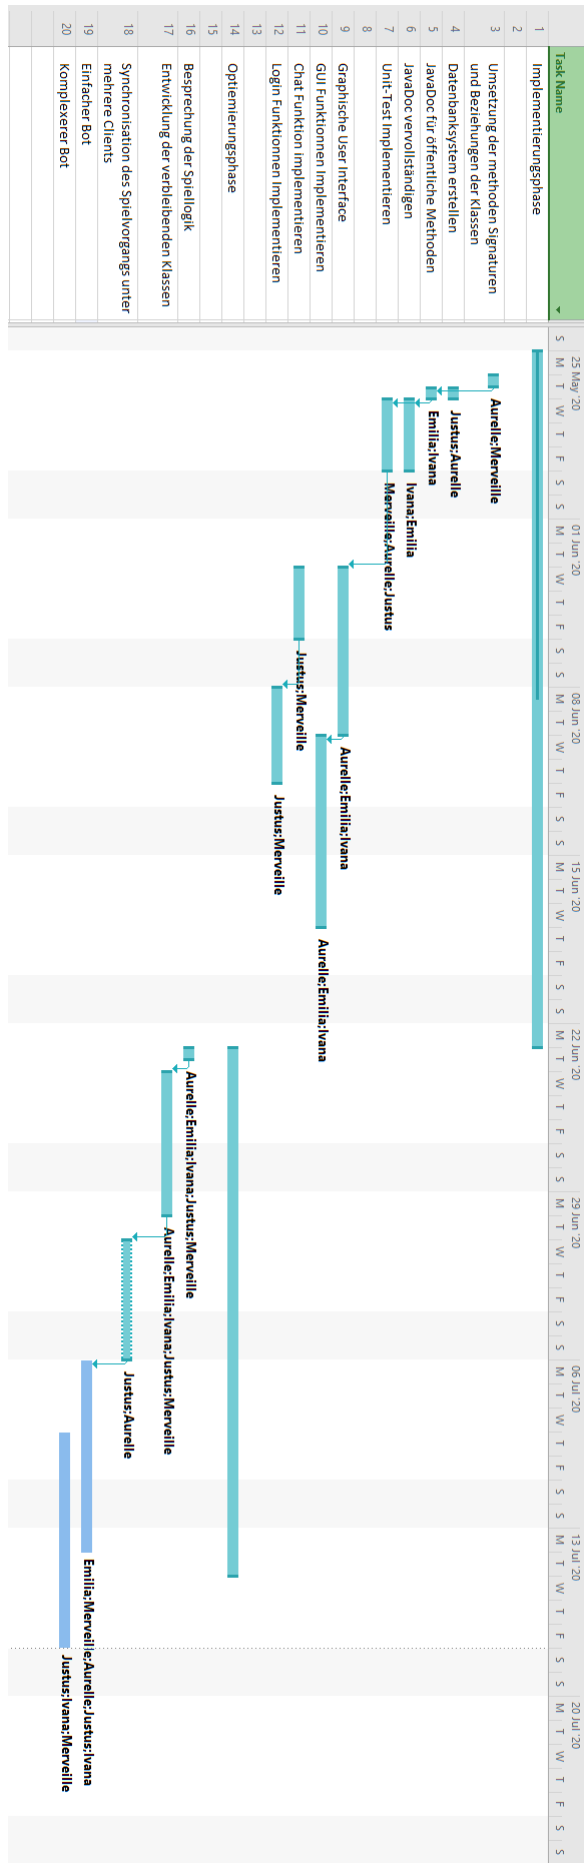 Task Name
25 May '20
01 Jun '20
08 Jun '20
15 Jun '20
22 Jun '20
29 Jun '20
06 Jul '20
13 Jul '20
20 Jul '20
S M T W T F S S M T W T F S S M T W T F S S M T W T F S S M T W T F S S M T W T F S S M T W T F S S M T W T F S S M T W T F S S
1 Implementierungsphase
2
3 Umsetzung der methoden Signaturen
und Beziehungen der Klassen
Aurelle;Merveille
4 Datenbanksystem erstellen
Justus;Aurelle
5 JavaDoc für öffentliche Methoden
Emilia;Ivana
6 JavaDoc vervollständigen
Ivana;Emilia
7 Unit-Test Implementieren
Merveille;Aurelle;Justus
8
9 Graphische User Interface
Aurelle;Emilia;Ivana
10 GUI Funktionnen Implementieren
Aurelle;Emilia;Ivana
11 Chat Funktion implementieren
Justus;Merveille
12 Login Funktionnen Implementieren
Justus;Merveille
13
14 Optiemierungsphase
15
16 Besprechung der Spiellogik
Aurelle;Emilia;Ivana;Justus;Merveille
17 Entwicklung der verbleibenden Klassen
Aurelle;Emilia;Ivana;Justus;Merveille
18 Synchronisation des Spielvorgangs unter
mehrere Clients
Justus;Aurelle
19 Einfacher Bot
Emilia;Merveille;Aurelle;Justus;Ivana
20 Komplexerer Bot
Justus;Ivana;Merveille